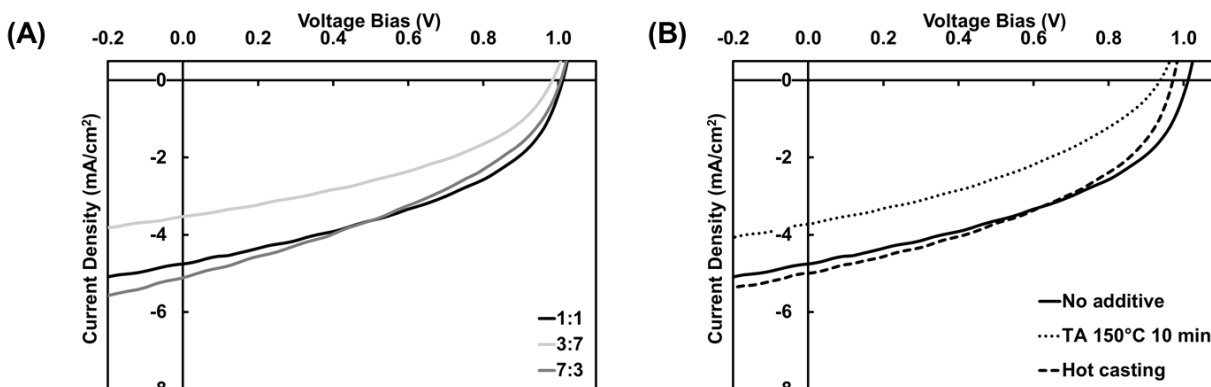 (A)
Voltage Bias (V)
-0.2 0.0 0.2 0.4 0.6 0.8 1.0
Current Density (mA/cm²)
0
-2
-4
-6
8
1:1
3:7
7:3
(B)
Voltage Bias (V)
-0.2 0.0 0.2 0.4 0.6 0.8 1.0
Current Density (mA/cm²)
0
-2
-4
-6
8
No additive
TA 150°C 10 min
Hot casting